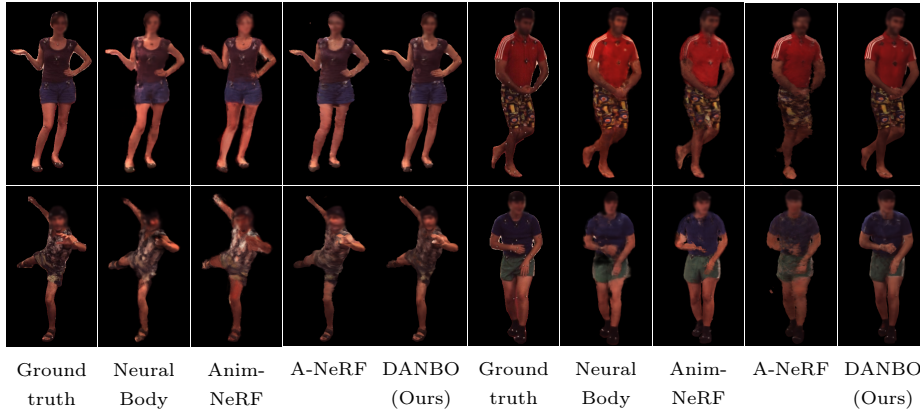 Ground Neural Anim- A-NeRF DANBO Ground Neural Anim- A-NeRF DANBO
truth Body NeRF (Ours) truth Body NeRF (Ours)